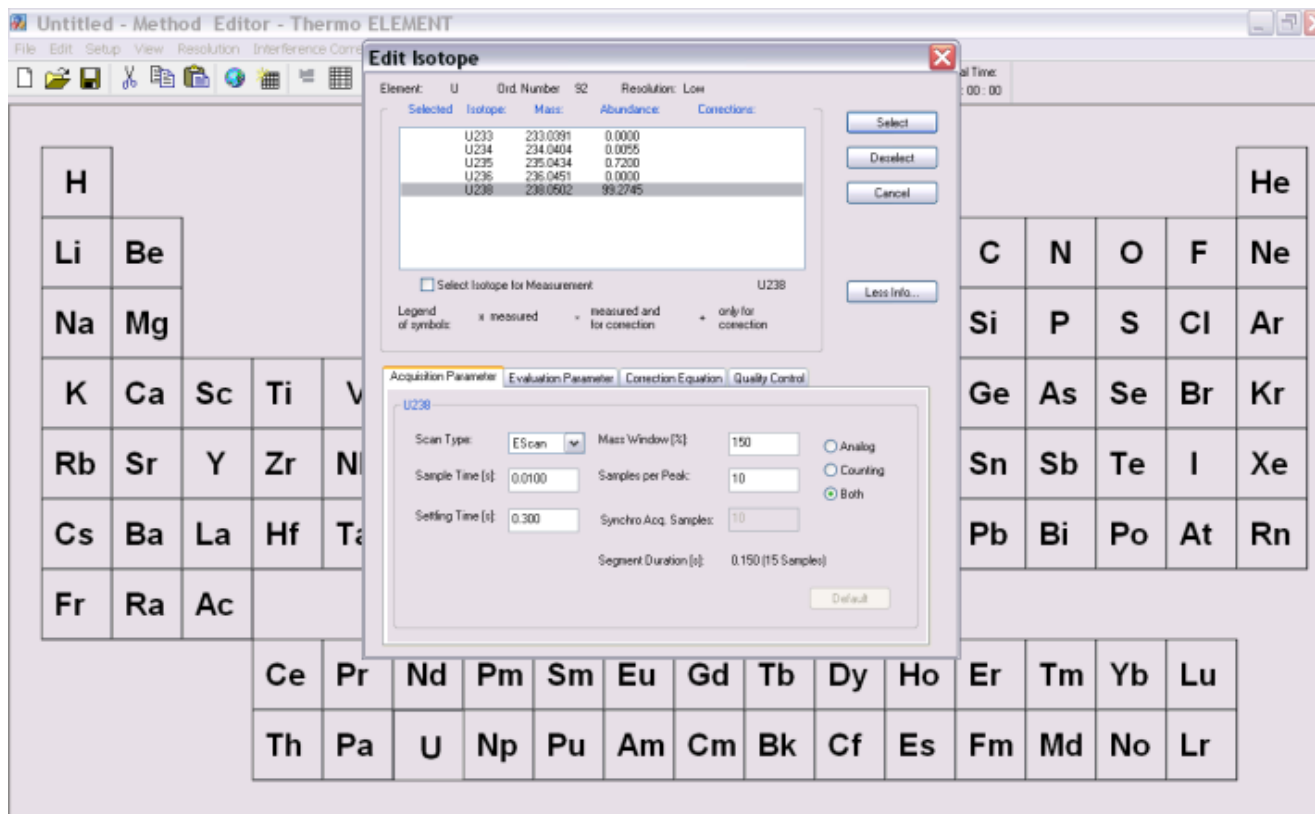 Untitled - Method Editor - Thermo ELEMENT
File Edit Setup View Resolution Interference Corre
Edit Isotope
al Time:
: 00 : 00
Element: U Ord. Number 92 Resolution: Low
Selected Isotope: Mass: Abundance: Corrections:
U233 233.0391 0.0000
U234 234.0404 0.0055
U235 235.0434 0.7200
U236 236.0451 0.0000
U238 238.0502 99.2745
Select
Deselect
Cancel
Select Isotope for Measurement U238
Less Info...
Legend of symbols: x measured - measured and for correction + only for correction
Acquisition Parameter Evaluation Parameter Correction Equation Quality Control
U238
Scan Type: EScan Mass Window [%]: 150 Analog
Counting
Sample Time [s]: 0.0100 Samples per Peak: 10
Both
Settling Time [s]: 0.300 Synchro Acq. Samples: 10
Segment Duration [s]: 0.150 (15 Samples)
Default
H He
Li Be C N O F Ne
Na Mg Si P S Cl Ar
K Ca Sc Ti V Ge As Se Br Kr
Rb Sr Y Zr Sn Sb Te I Xe
Cs Ba La Hf Ta Pb Bi Po At Rn
Fr Ra Ac
Ce Pr Nd Pm Sm Eu Gd Tb Dy Ho Er Tm Yb Lu
Th Pa U Np Pu Am Cm Bk Cf Es Fm Md No Lr